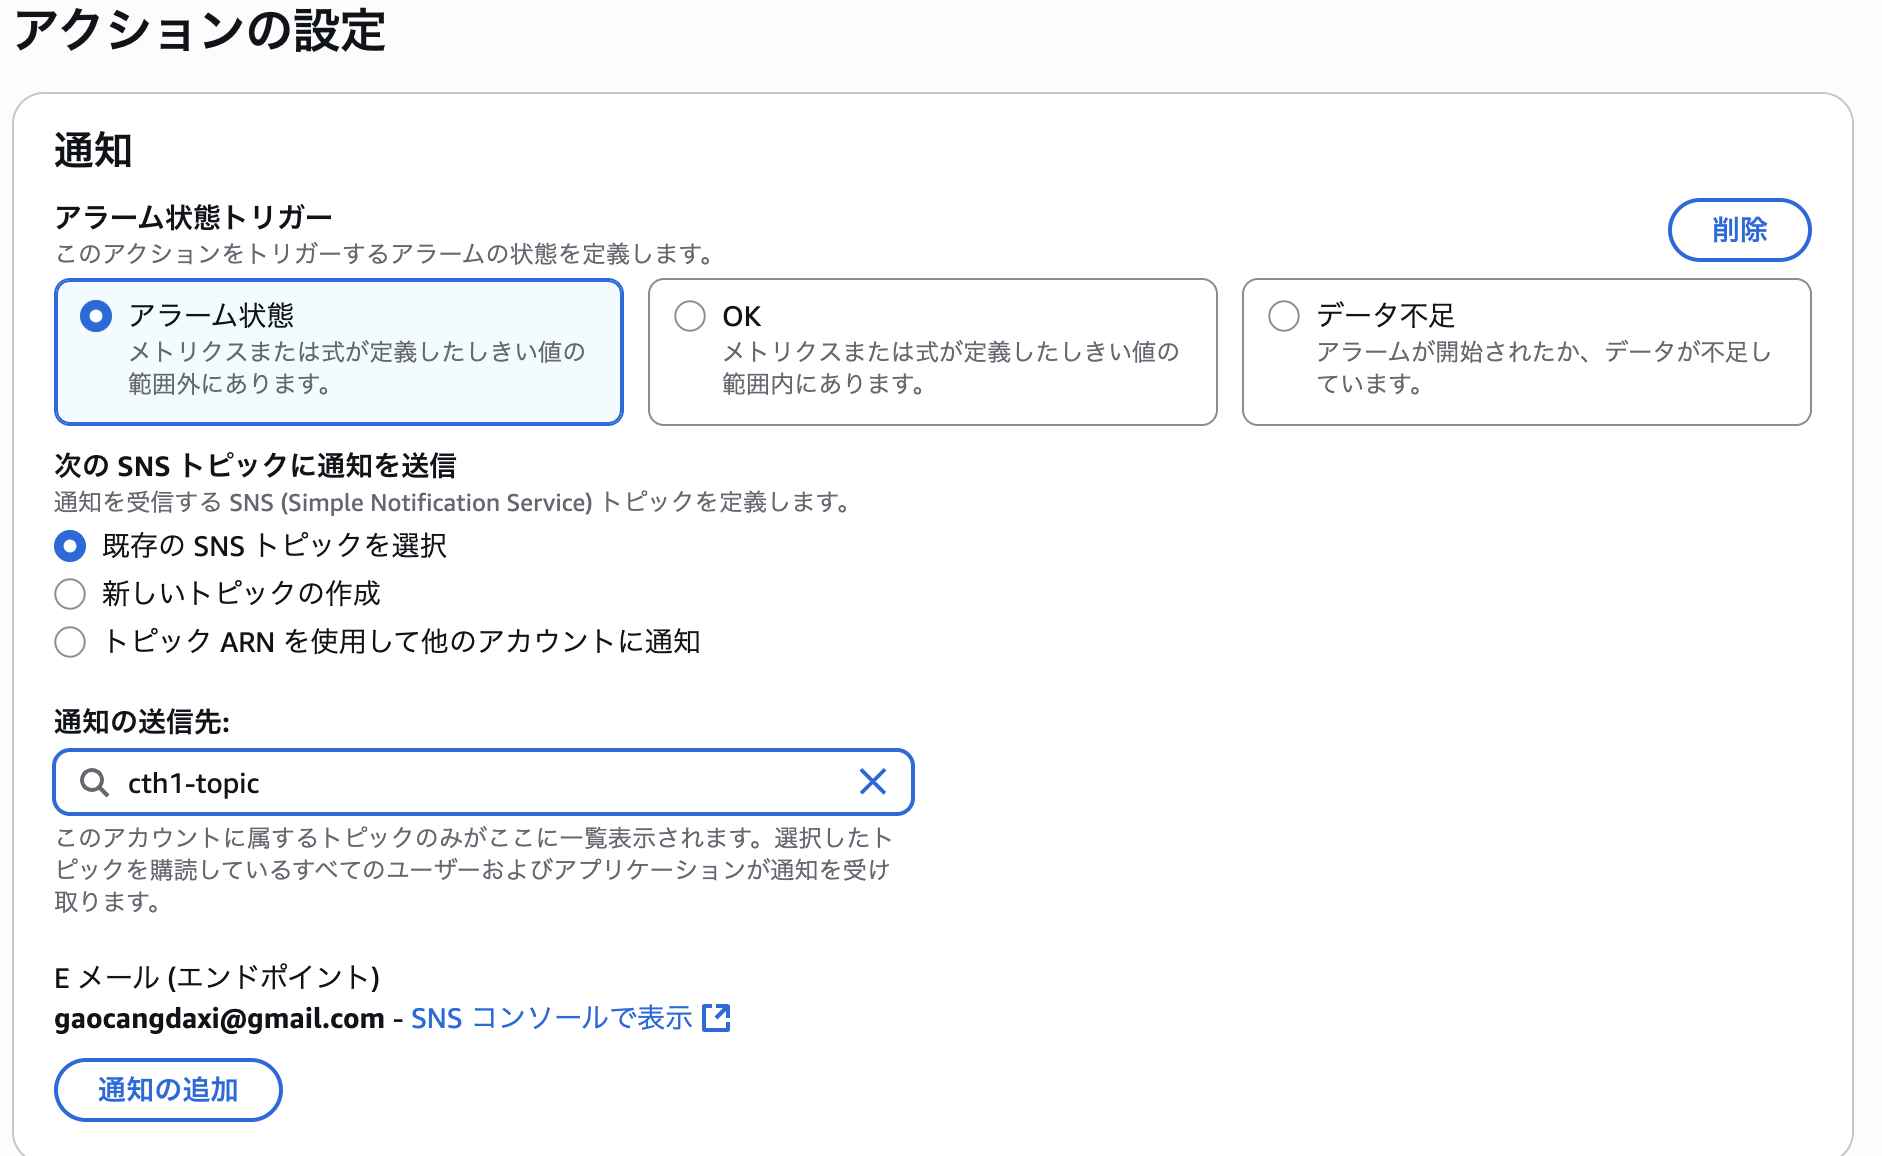 アクションの設定
通知
アラーム状態トリガー
このアクションをトリガーするアラームの状態を定義します。
削除
アラーム状態
メトリクスまたは式が定義したしきい値の
範囲外にあります。
OK
メトリクスまたは式が定義したしきい値の
範囲内にあります。
データ不足
アラームが開始されたか、データが不足し
ています。
次の SNS トピックに通知を送信
通知を受信する SNS (Simple Notification Service) トピックを定義します。
既存の SNS トピックを選択
新しいトピックの作成
トピック ARN を使用して他のアカウントに通知
通知の送信先:
cth1-topic
このアカウントに属するトピックのみがここに一覧表示されます。選択したト
ピックを購読しているすべてのユーザーおよびアプリケーションが通知を受け
取ります。
E メール (エンドポイント)
gaocangdaxi@gmail.com - SNS コンソールで表示
通知の追加